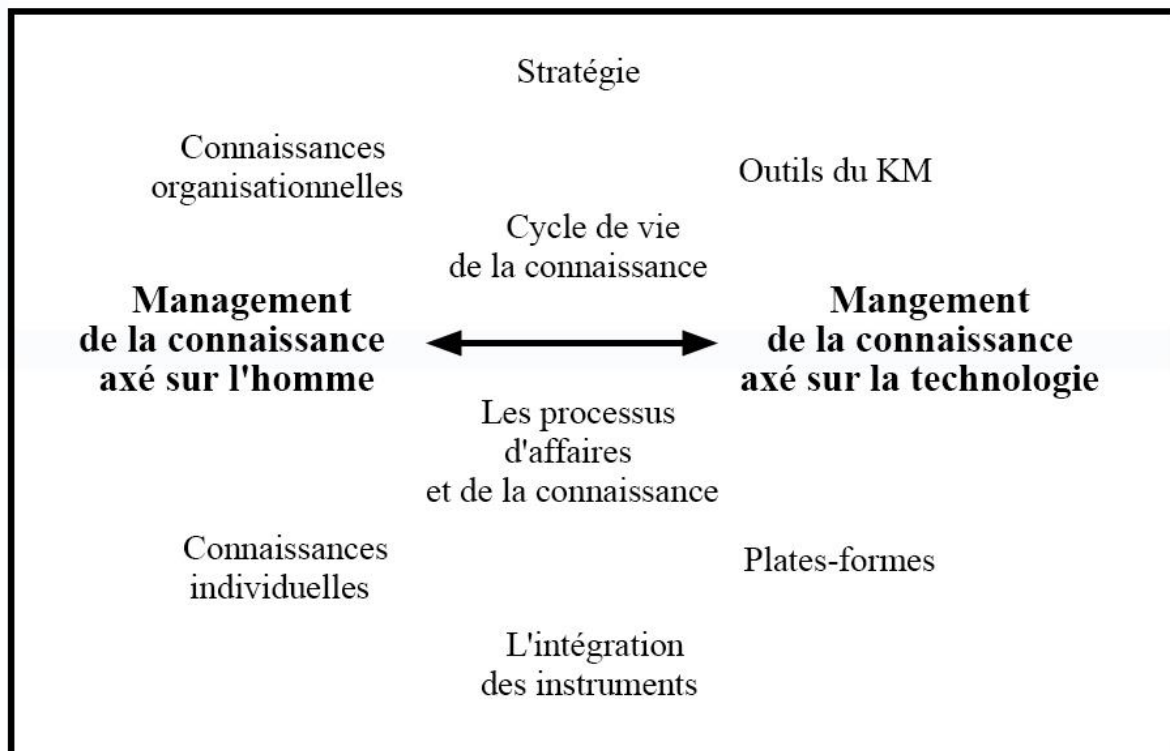 Stratégie
Connaissances
organisationnelles
Outils du KM
Cycle de vie
de la connaissance
Management
de la connaissance
axé sur l'homme
Mangement
de la connaissance
axé sur la technologie
Les processus
d'affaires
et de la connaissance
Connaissances
individuelles
Plates-formes
L'intégration
des instruments